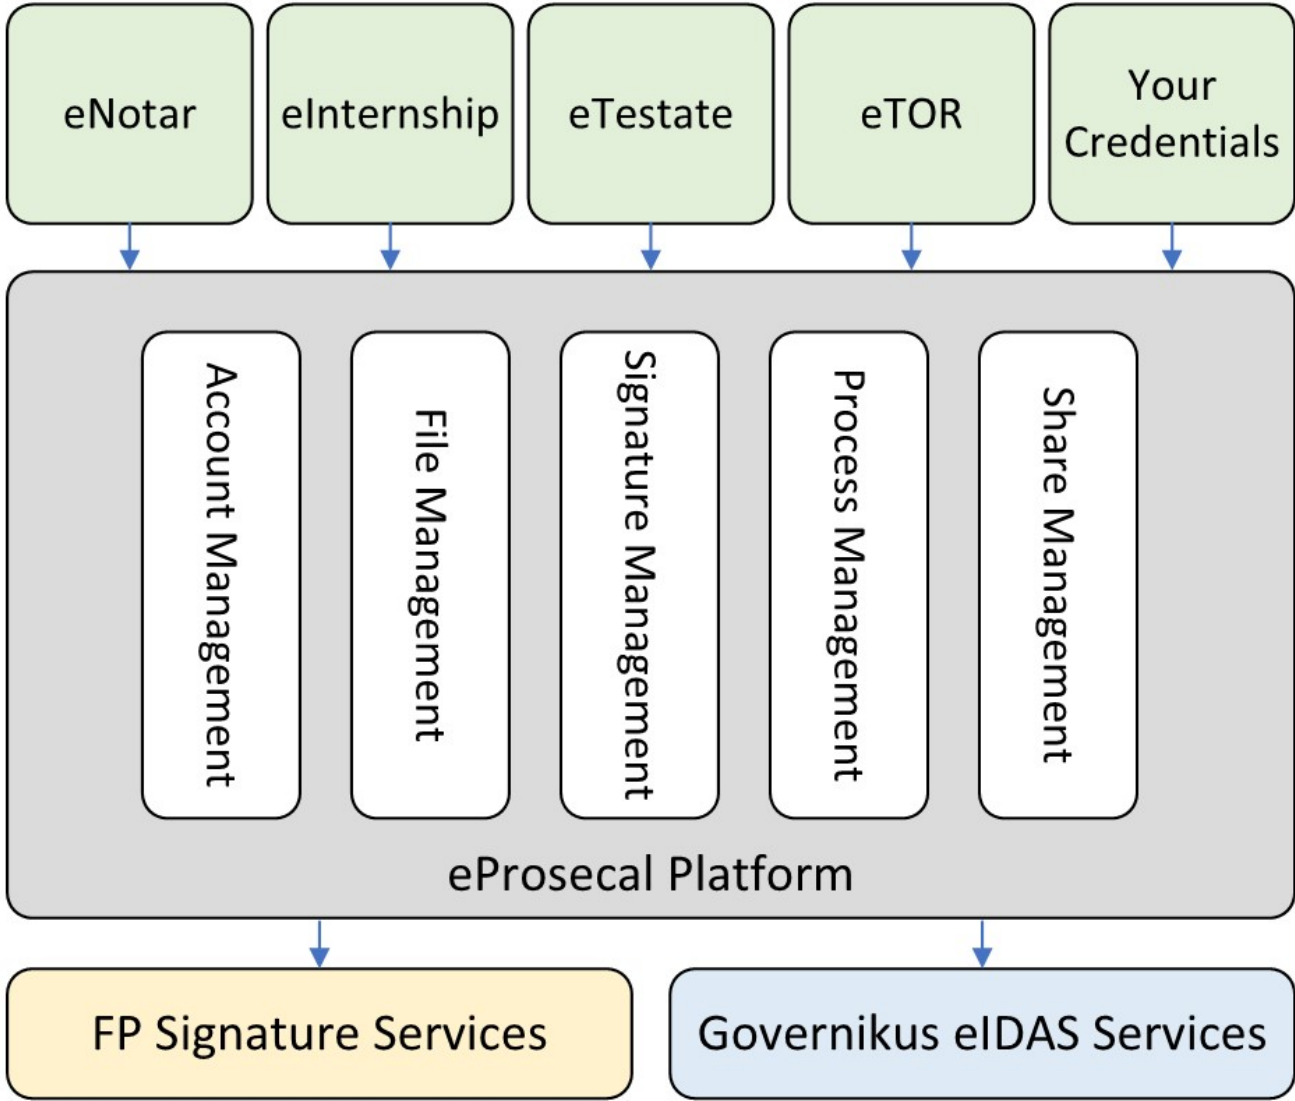 eNotar
eInternship
eTestate
eTOR
Your
Credentials
Account Management
File Management
Signature Management
Process Management
Share Management
eProsecal Platform
FP Signature Services
Governikus eIDAS Services